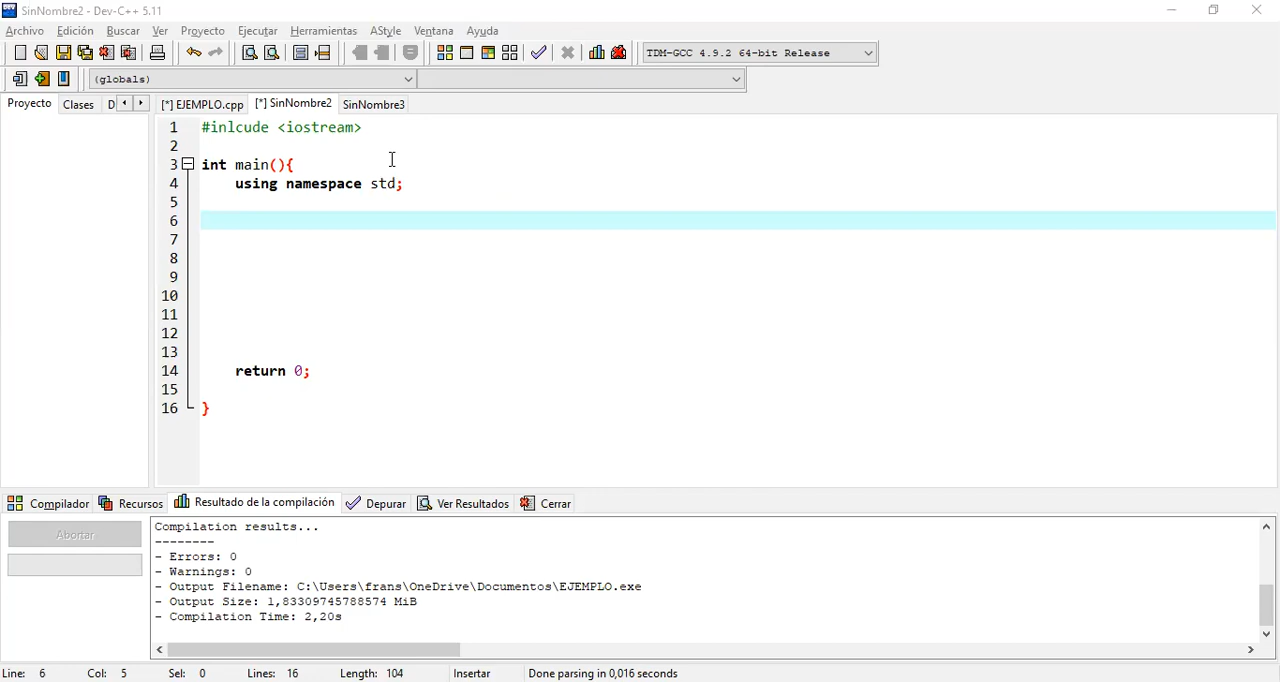 SinNombre2 - Dev-C++ 5.11
Archivo Edición Buscar Ver Proyecto Ejecutar Herramientas AStyle Ventana Ayuda
TDM-GCC 4.9.2 64-bit Release
(globals)
Proyecto Clases D [*] EJEMPLO.cpp [*] SinNombre2 SinNombre3
1 #inlcude <iostream>
2
3 int main(){
4 using namespace std;
5
6
7
8
9
10
11
12
13
14 return 0;
15
16 }
Compilador Recursos Resultado de la compilación Depurar Ver Resultados Cerrar
Abortar
Compilation results...
--------
- Errors: 0
- Warnings: 0
- Output Filename: C:\Users\frans\OneDrive\Documentos\EJEMPLO.exe
- Output Size: 1,83309745788574 MiB
- Compilation Time: 2,20s
Line: 6 Col: 5 Sel: 0 Lines: 16 Length: 104 Insertar Done parsing in 0,016 seconds